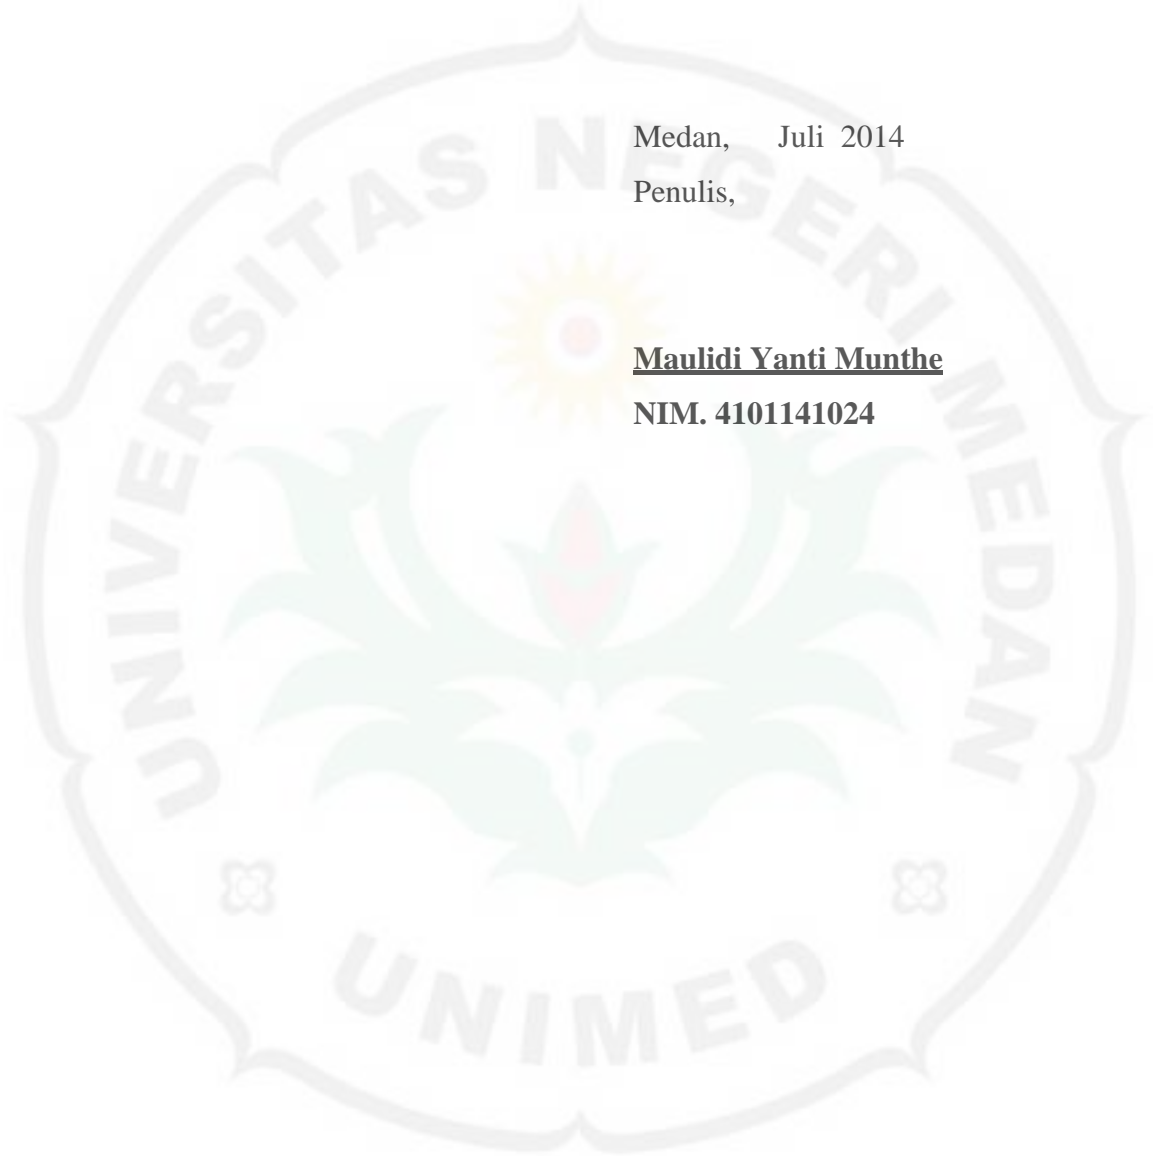 Medan, Juli 2014
Penulis,
Maulidi Yanti Munthe
NIM. 4101141024
UNIVERSITAS NEGERI MEDAN
UNIMED